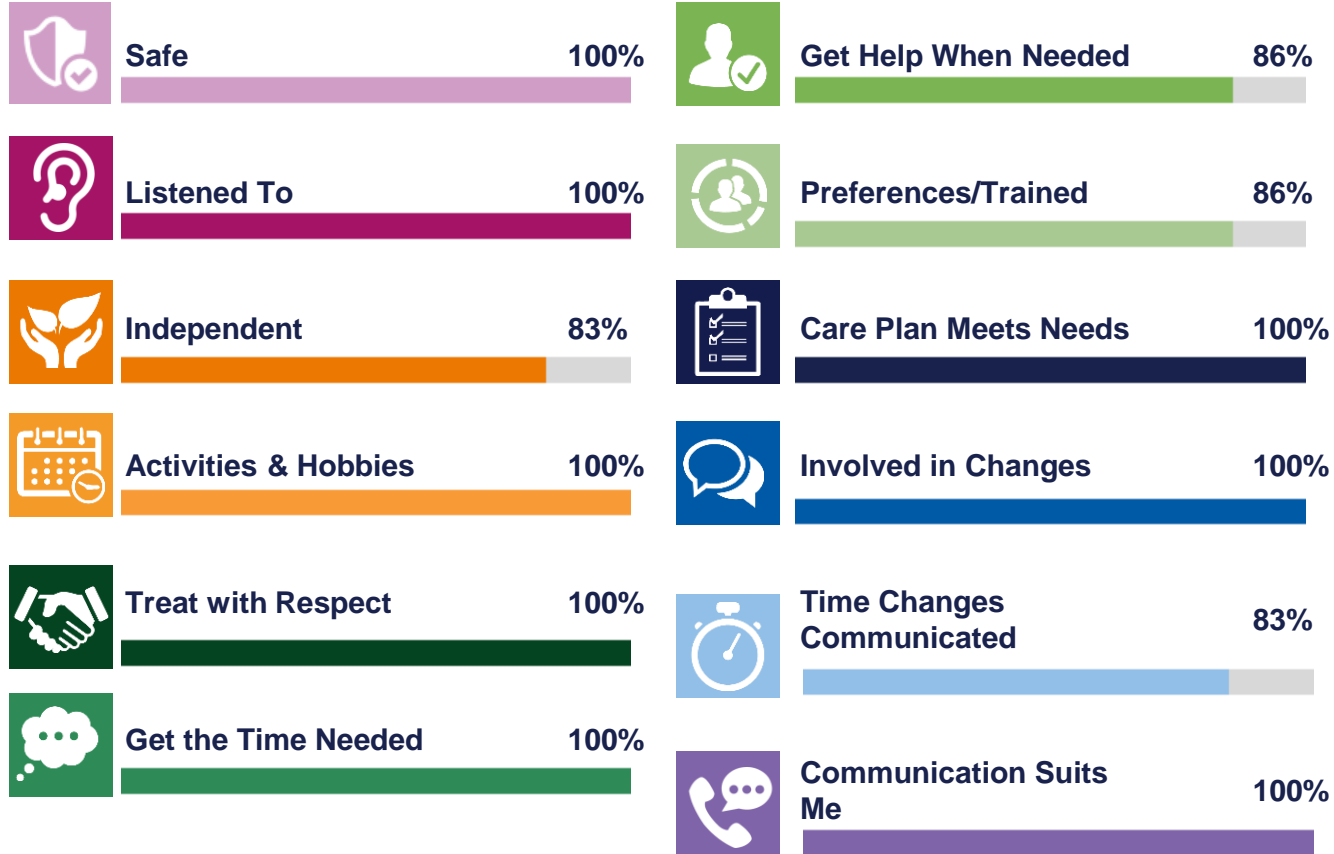 Safe 100%
Listened To 100%
Independent 83%
Activities & Hobbies 100%
Treat with Respect 100%
Get the Time Needed 100%
Get Help When Needed 86%
Preferences/Trained 86%
Care Plan Meets Needs 100%
Involved in Changes 100%
Time Changes
Communicated 83%
Communication Suits
Me 100%